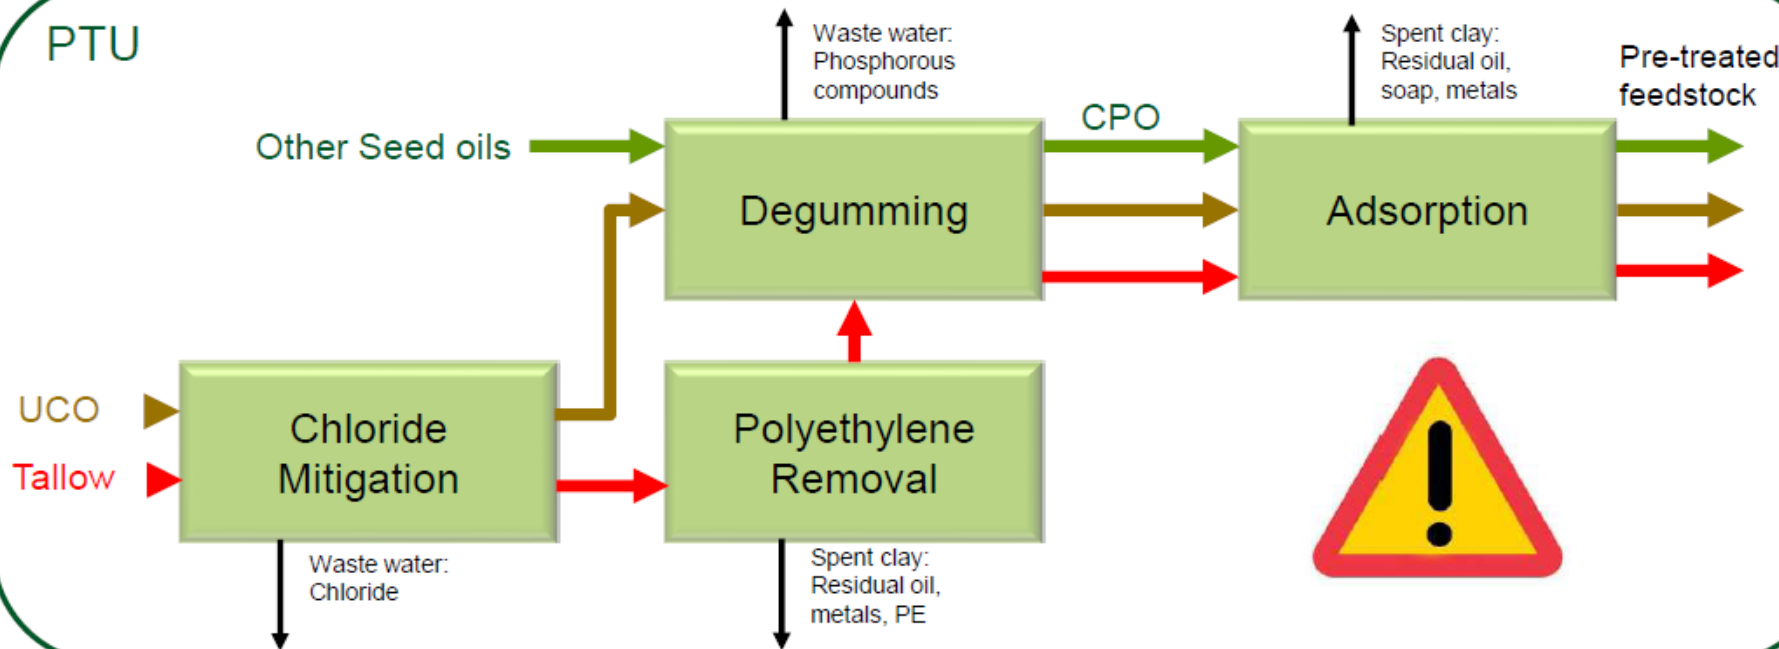 PTU
Waste water:
Phosphorous
compounds
Spent clay:
Residual oil,
soap, metals
Pre-treated
feedstock
Other Seed oils
CPO
Degumming
Adsorption
UCO
Tallow
Chloride
Mitigation
Polyethylene
Removal
Waste water:
Chloride
Spent clay:
Residual oil,
metals, PE